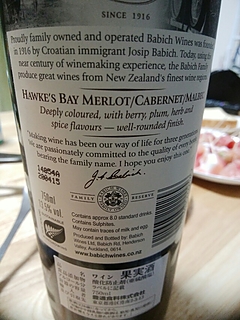 SINCE 1916
Proudly family owned and operated Babich Wines was
in 1916 by Croatian immigrant Josip Babich. Today, using
near century of winemaking experience, the Babich Family
produce great wines from New Zealand's finest wine regions
HAWKE'S BAY MERLOT/CABERNET/MALBEC
Deeply coloured, with berry, plum, herb and
spice flavours — well-rounded finish.
making wine has been our way of life for three
are passionately committed to the quality of every
bearing the family name. I hope you enjoy this
J.A. Babich.
FAMILY RESERVE
750ml
Contains approx 8.0 standard drinks.
Contains Sulphites.
May contain traces of milk and egg
Produced and Bottled by: Babich
Wines Ltd, Babich Rd, Henderson
Valley, Auckland, 0614.
www.babichwines.co.nz
ワイン 果実酒